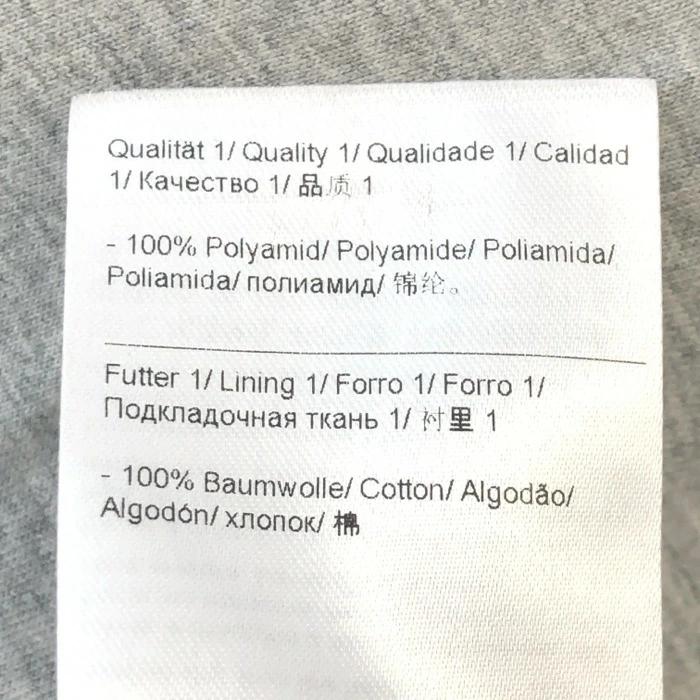 Qualität 1/ Quality 1/ Qualidade 1/ Calidad
1/ Качество 1/ 品质 1
- 100% Polyamid/ Polyamide/ Poliamida/
Poliamida/ полиамид/ 锦纶。
Futter 1/ Lining 1/ Forro 1/ Forro 1/
Подкладочная ткань 1/ 衬里 1
- 100% Baumwolle/ Cotton/ Algodão/
Algodón/ хлопок/ 棉